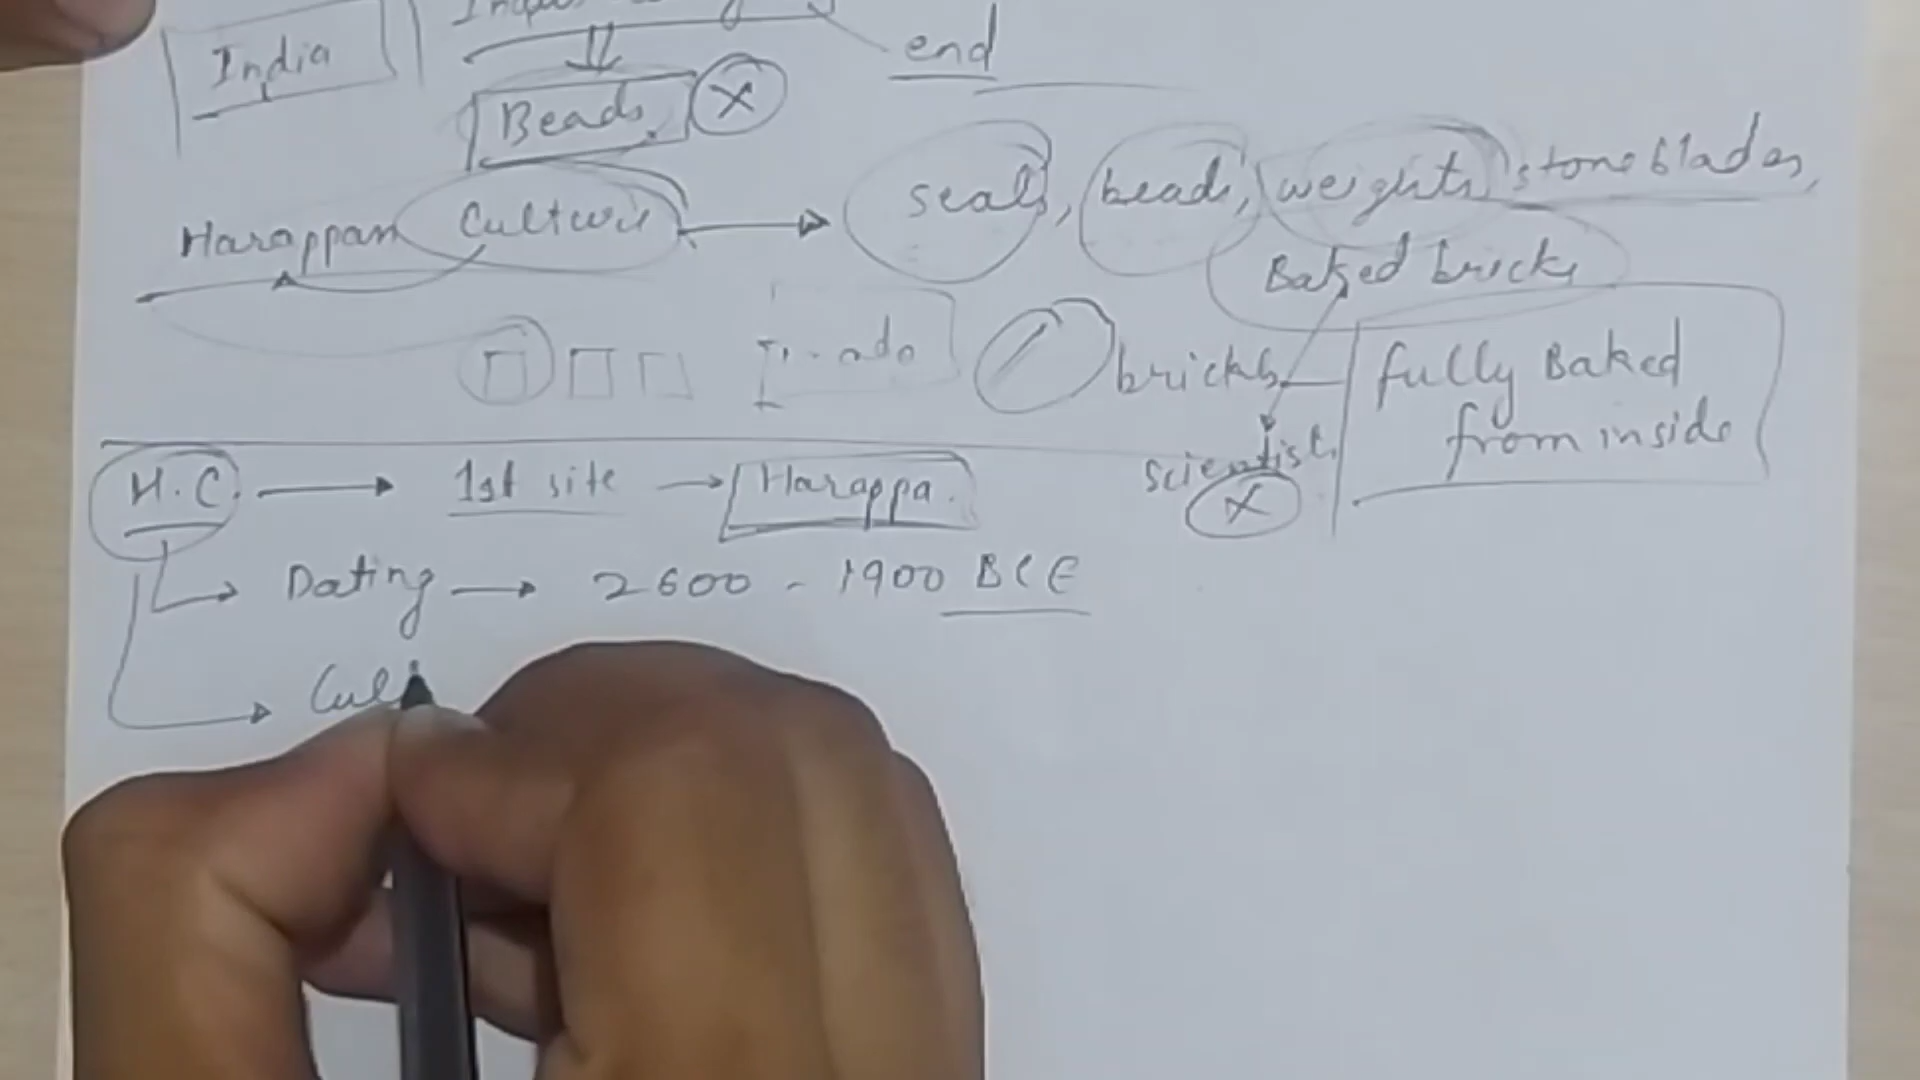 India
end
Beads
Harappan Culture → seals, beads, weights, stone blades,
Baked bricks
bricks fully Baked
from inside
scientist
H.C. → 1st site → Harappa.
→ Dating → 2600 - 1900 BCE
→ Cul